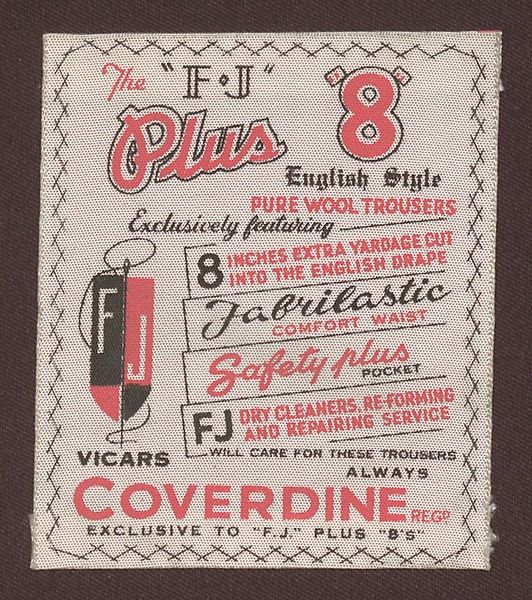 The "F·J"
Plus "8"
English Style
PURE WOOL TROUSERS
Exclusively featuring
8 INCHES EXTRA YARDAGE CUT
INTO THE ENGLISH DRAPE
Fabrilastic
COMFORT WAIST
Safety plus
POCKET
FJ DRY CLEANERS, RE-FORMING
AND REPAIRING SERVICE
WILL CARE FOR THESE TROUSERS
ALWAYS
FJ
VICARS
COVERDINE REGD
EXCLUSIVE TO "F.J." PLUS "8'S"